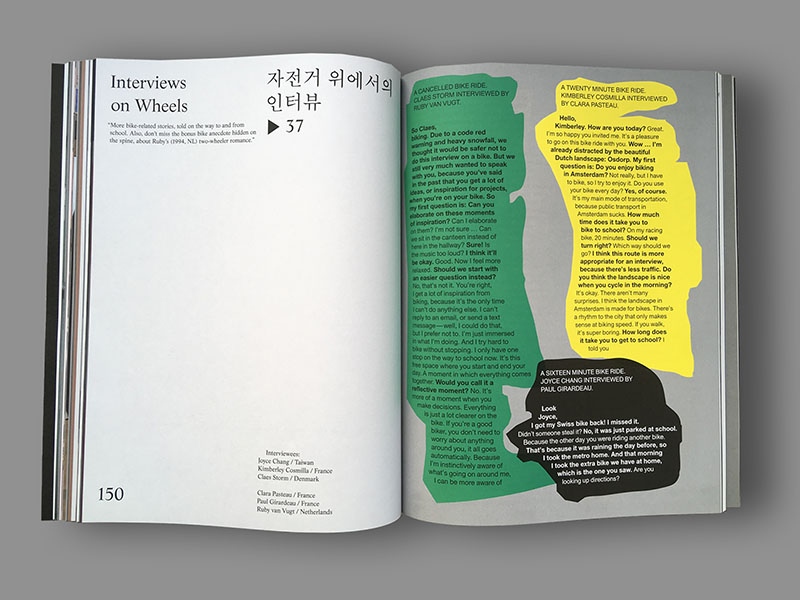 Interviews
on Wheels
자전거 위에서의
인터뷰
▶ 37
"More bike-related stories, told on the way to and from
school. Also, don't miss the bonus bike anecdote hidden on
the spine, about Ruby's (1994, NL) two-wheeler romance."
Interviewees:
Joyce Chang / Taiwan
Kimberley Cosmilla / France
Claes Storm / Denmark
Clara Pasteau / France
Paul Girardeau / France
Ruby van Vugt / Netherlands
150
A CANCELLED BIKE RIDE.
CLAES STORM INTERVIEWED BY
RUBY VAN VUGT.
So Claes,
biking. Due to a code red
warning and heavy snowfall, we
thought it would be safer not to
do this interview on a bike. But we
still very much wanted to speak
with you, because you've said
in the past that you get a lot of
ideas, or inspiration for projects,
when you're on your bike. So
my first question is: Can you
elaborate on these moments
of inspiration? Can I elaborate
on them? I'm not sure … Can
we sit in the canteen instead of
here in the hallway? Sure! Is
the music too loud? I think it'll
be okay. Good. Now I feel more
relaxed. Should we start with
an easier question instead?
No, that's not it. You're right.
I get a lot of inspiration from
biking, because it's the only time
I can't do anything else. I can't
reply to an email, or send a text
message—well, I could do that,
but I prefer not to. I'm just immersed
in what I'm doing. And I try hard to
bike without stopping. I only have one
stop on the way to school now. It's this
free space where you start and end your
day. A moment in which everything comes
together. Would you call it a
reflective moment? No. It's
more of a moment when you
make decisions. Everything
is just a lot clearer on the
bike. If you're a good
biker, you don't need to
worry about anything
around you, it all goes
automatically. Because
I'm instinctively aware of
what's going on around me,
I can be more aware of
A TWENTY MINUTE BIKE RIDE.
KIMBERLEY COSMILLA INTERVIEWED
BY CLARA PASTEAU.
Hello,
Kimberley. How are you today? Great.
I'm so happy you invited me. It's a pleasure
to go on this bike ride with you. Wow … I'm
already distracted by the beautiful
Dutch landscape: Osdorp. My first
question is: Do you enjoy biking
in Amsterdam? Not really, but I have
to bike, so I try to enjoy it. Do you use
your bike every day? Yes, of course.
It's my main mode of transportation,
because public transport in
Amsterdam sucks. How much
time does it take you to
bike to school? On my racing
bike, 20 minutes. Should we
turn right? Which way should we
go? I think this route is more
appropriate for an interview,
because there's less traffic. Do
you think the landscape is nice
when you cycle in the morning?
It's okay. There aren't many
surprises. I think the landscape in
Amsterdam is made for bikes. There's
a rhythm to the city that only makes
sense at biking speed. If you walk,
it's super boring. How long does
it take you to get to school? I
told you
A SIXTEEN MINUTE BIKE RIDE.
JOYCE CHANG INTERVIEWED BY
PAUL GIRARDEAU.
Look
Joyce,
I got my Swiss bike back! I missed it.
Didn't someone steal it? No, it was just parked at school.
Because the other day you were riding another bike.
That's because it was raining the day before, so
I took the metro home. And that morning
I took the extra bike we have at home,
which is the one you saw. Are you
looking up directions?